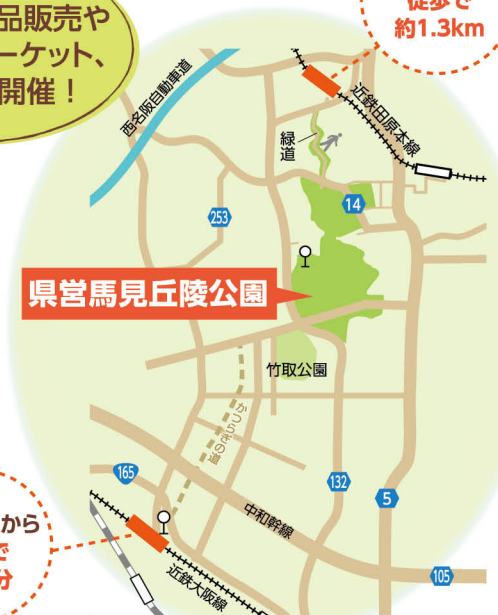 品販売や
ーケット、
開催！
徒歩で
約1.3km
西名阪自動車道
近鉄田原本線
緑道
14
253
県営馬見丘陵公園
竹取公園
かつらぎの道
165
132
5
から
で
分
中和幹線
105
近鉄大阪線